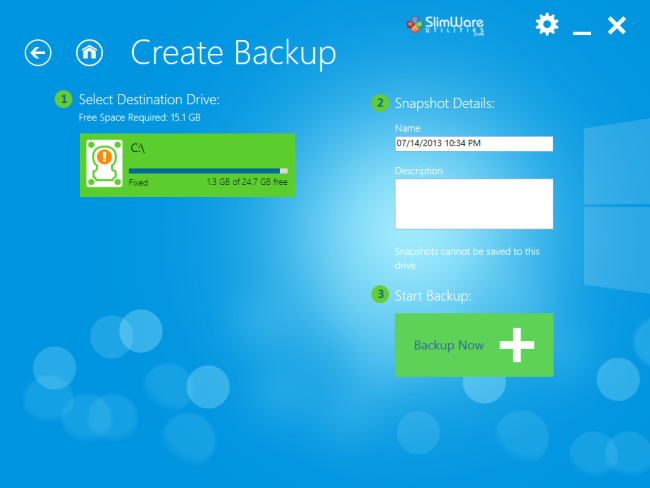 SlimWare
UTILITIES
.com
Create Backup
1 Select Destination Drive:
Free Space Required: 15.1 GB
C:\
Fixed 1.3 GB of 24.7 GB free
2 Snapshot Details:
Name
07/14/2013 10:34 PM
Description
Snapshots cannot be saved to this
drive
3 Start Backup:
Backup Now